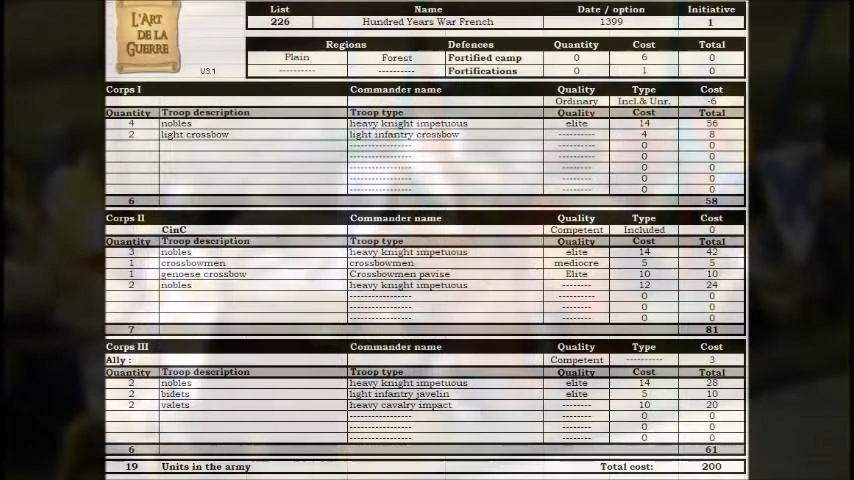 L'ART DE LA GUERRE
V3.1
List Name Date / option Initiative
226 Hundred Years War French 1399 1
Regions Defences Quantity Cost Total
Plain Forest Fortified camp 0 6 0
---------- ---------- Fortifications 0 1 0
Corps I Commander name Quality Type Cost
Ordinary Incl.& Unr. -6
Quantity Troop description Troop type Quality Cost Total
4 nobles heavy knight impetuous elite 14 56
2 light crossbow light infantry crossbow --------- 4 8
---------------- 0 0
---------------- 0 0
---------------- 0 0
---------------- 0 0
---------------- 0 0
6 58
Corps II Commander name Quality Type Cost
CinC Competent Included 0
Quantity Troop description Troop type Quality Cost Total
3 nobles heavy knight impetuous elite 14 42
1 crossbowmen crossbowmen mediocre 5 5
1 genoese crossbow Crossbowmen pavise Elite 10 10
2 nobles heavy knight impetuous -------- 12 24
---------------- 0 0
---------------- 0 0
---------------- 0 0
7 81
Corps III Commander name Quality Type Cost
Ally : Competent ---------- 3
Quantity Troop description Troop type Quality Cost Total
2 nobles heavy knight impetuous elite 14 28
2 bidets light infantry javelin elite 5 10
2 valets heavy cavalry impact -------- 10 20
---------------- 0 0
---------------- 0 0
---------------- 0 0
6 61
19 Units in the army Total cost: 200